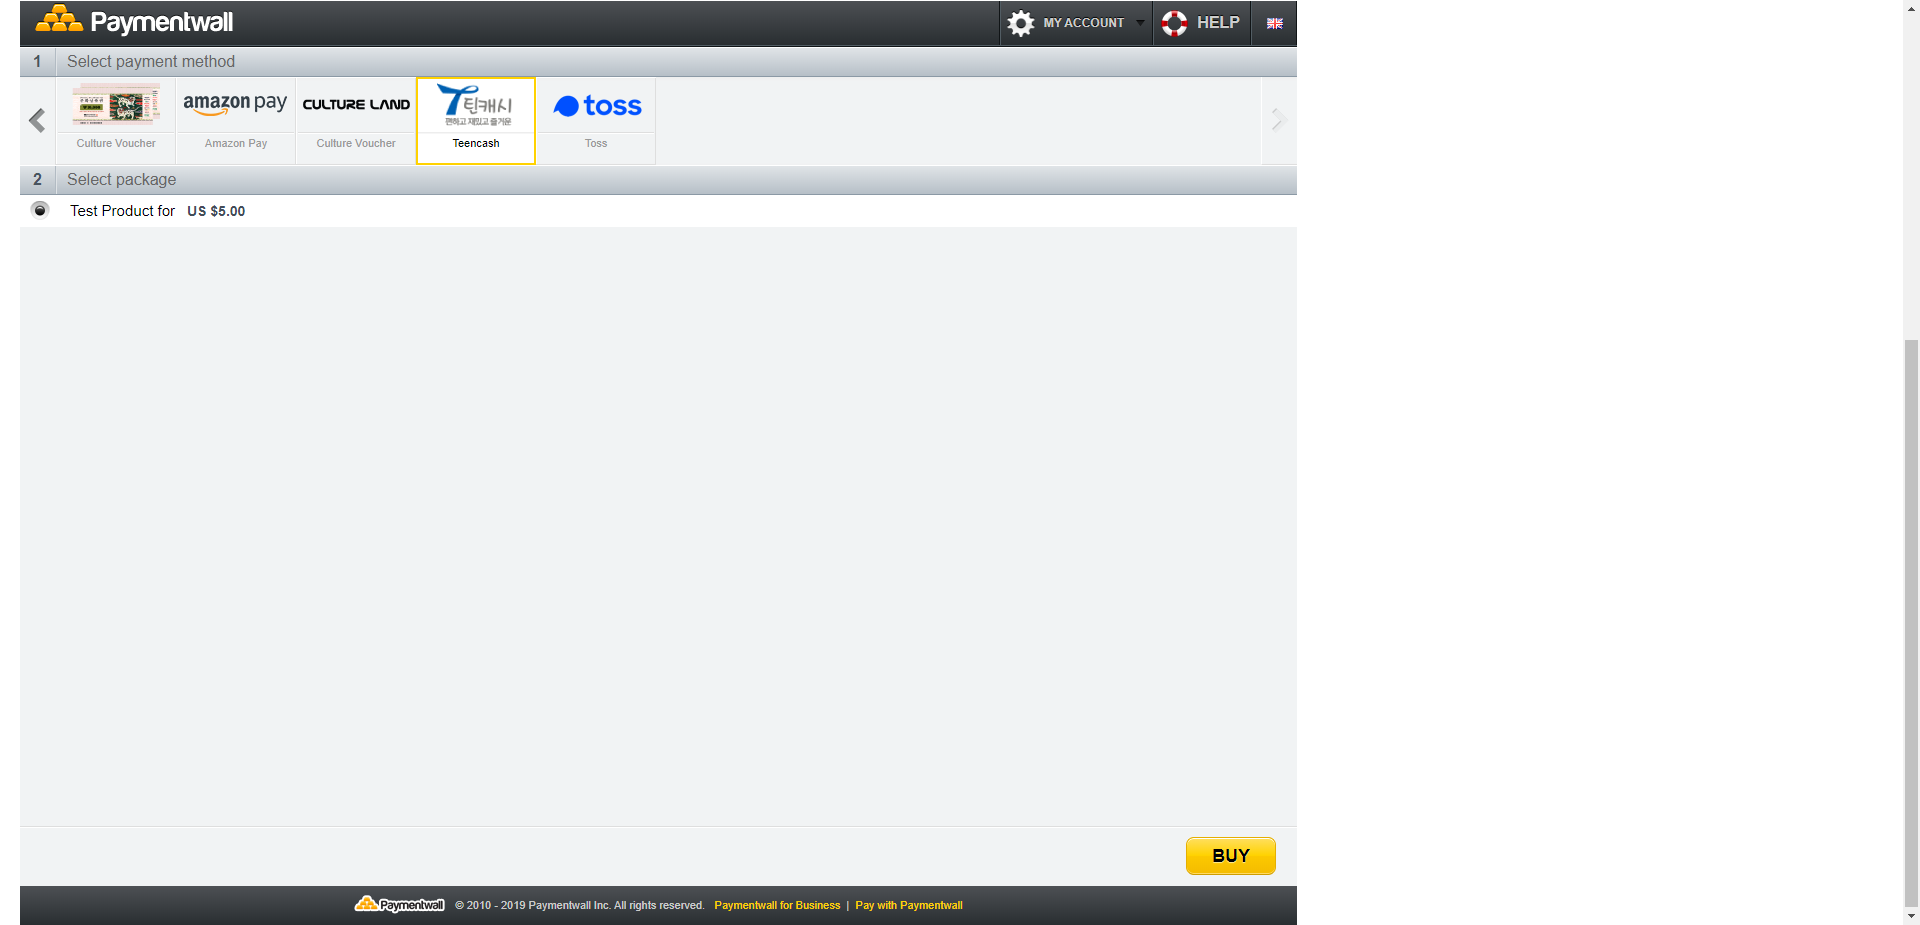 Paymentwall
MY ACCOUNT
HELP
1 Select payment method
amazon pay
CULTURE LAND
틴캐시
편하고 재밌고 즐거운
toss
Culture Voucher
Amazon Pay
Culture Voucher
Teencash
Toss
2 Select package
Test Product for US $5.00
BUY
Paymentwall © 2010 - 2019 Paymentwall Inc. All rights reserved. Paymentwall for Business | Pay with Paymentwall